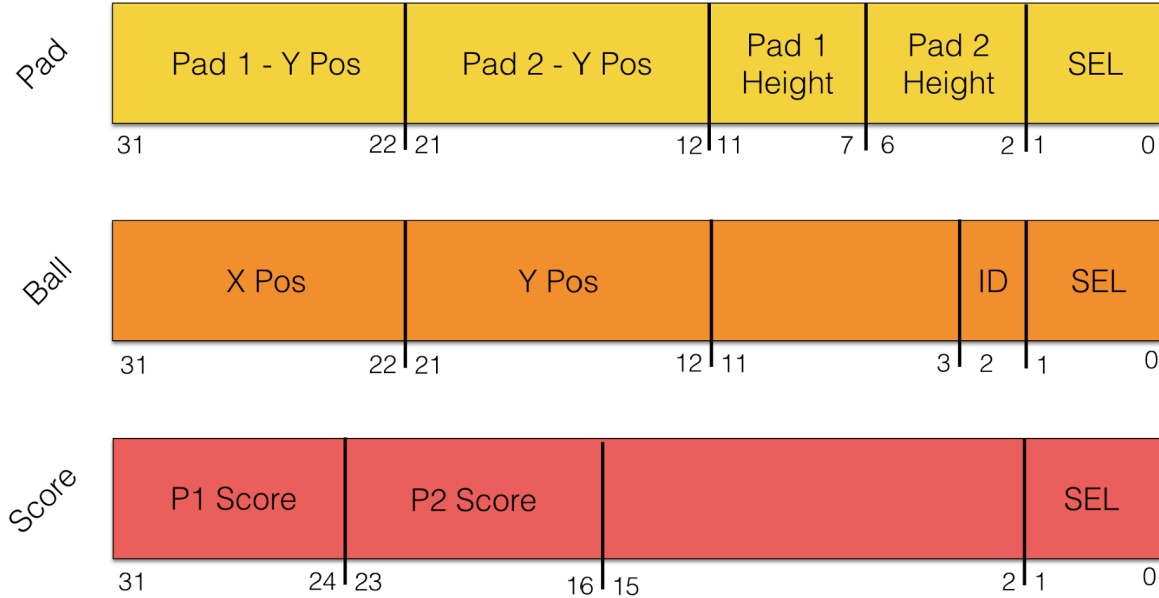 Pad
Pad 1 - Y Pos
Pad 2 - Y Pos
Pad 1
Height
Pad 2
Height
SEL
31 22 21 12 11 7 6 2 1 0
Ball
X Pos
Y Pos
ID
SEL
31 22 21 12 11 3 2 1 0
Score
P1 Score
P2 Score
SEL
31 24 23 16 15 2 1 0